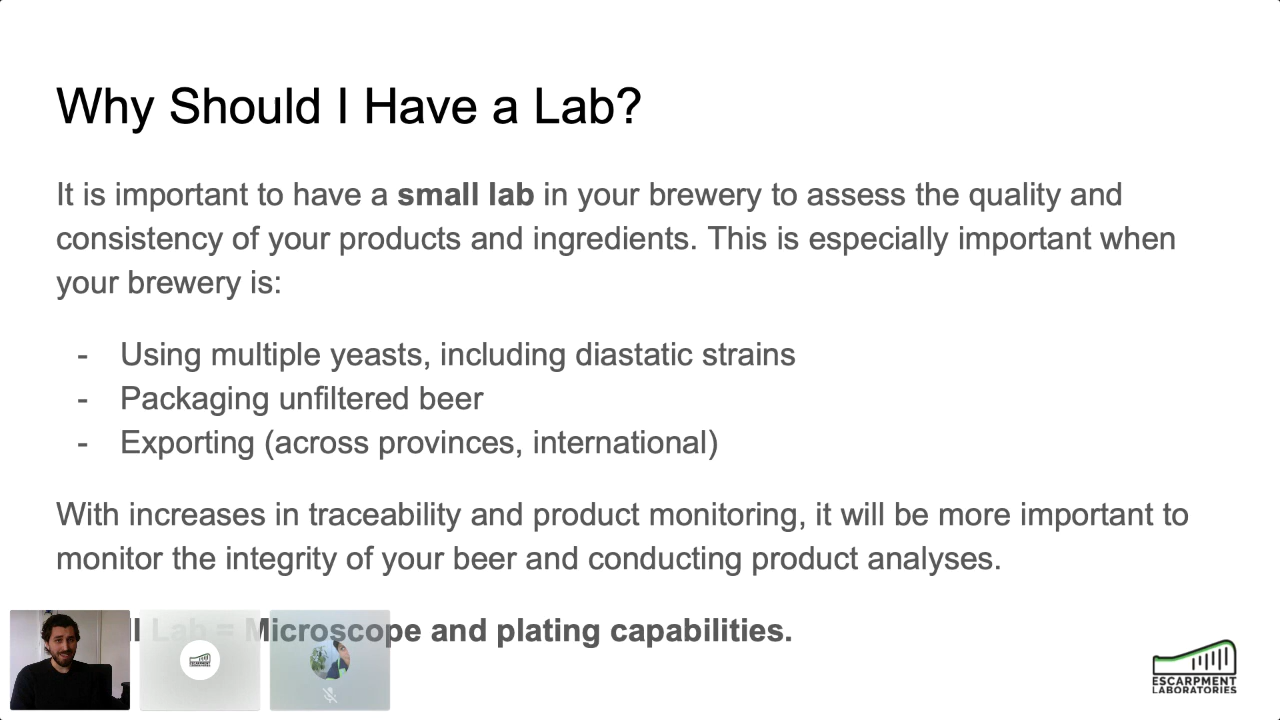 Why Should I Have a Lab?
It is important to have a small lab in your brewery to assess the quality and
consistency of your products and ingredients. This is especially important when
your brewery is:
- Using multiple yeasts, including diastatic strains
- Packaging unfiltered beer
- Exporting (across provinces, international)
With increases in traceability and product monitoring, it will be more important to
monitor the integrity of your beer and conducting product analyses.
ll Lab = Microscope and plating capabilities.
ESCARPMENT
LABORATORIES
ESCARPMENT
LABORATORIES